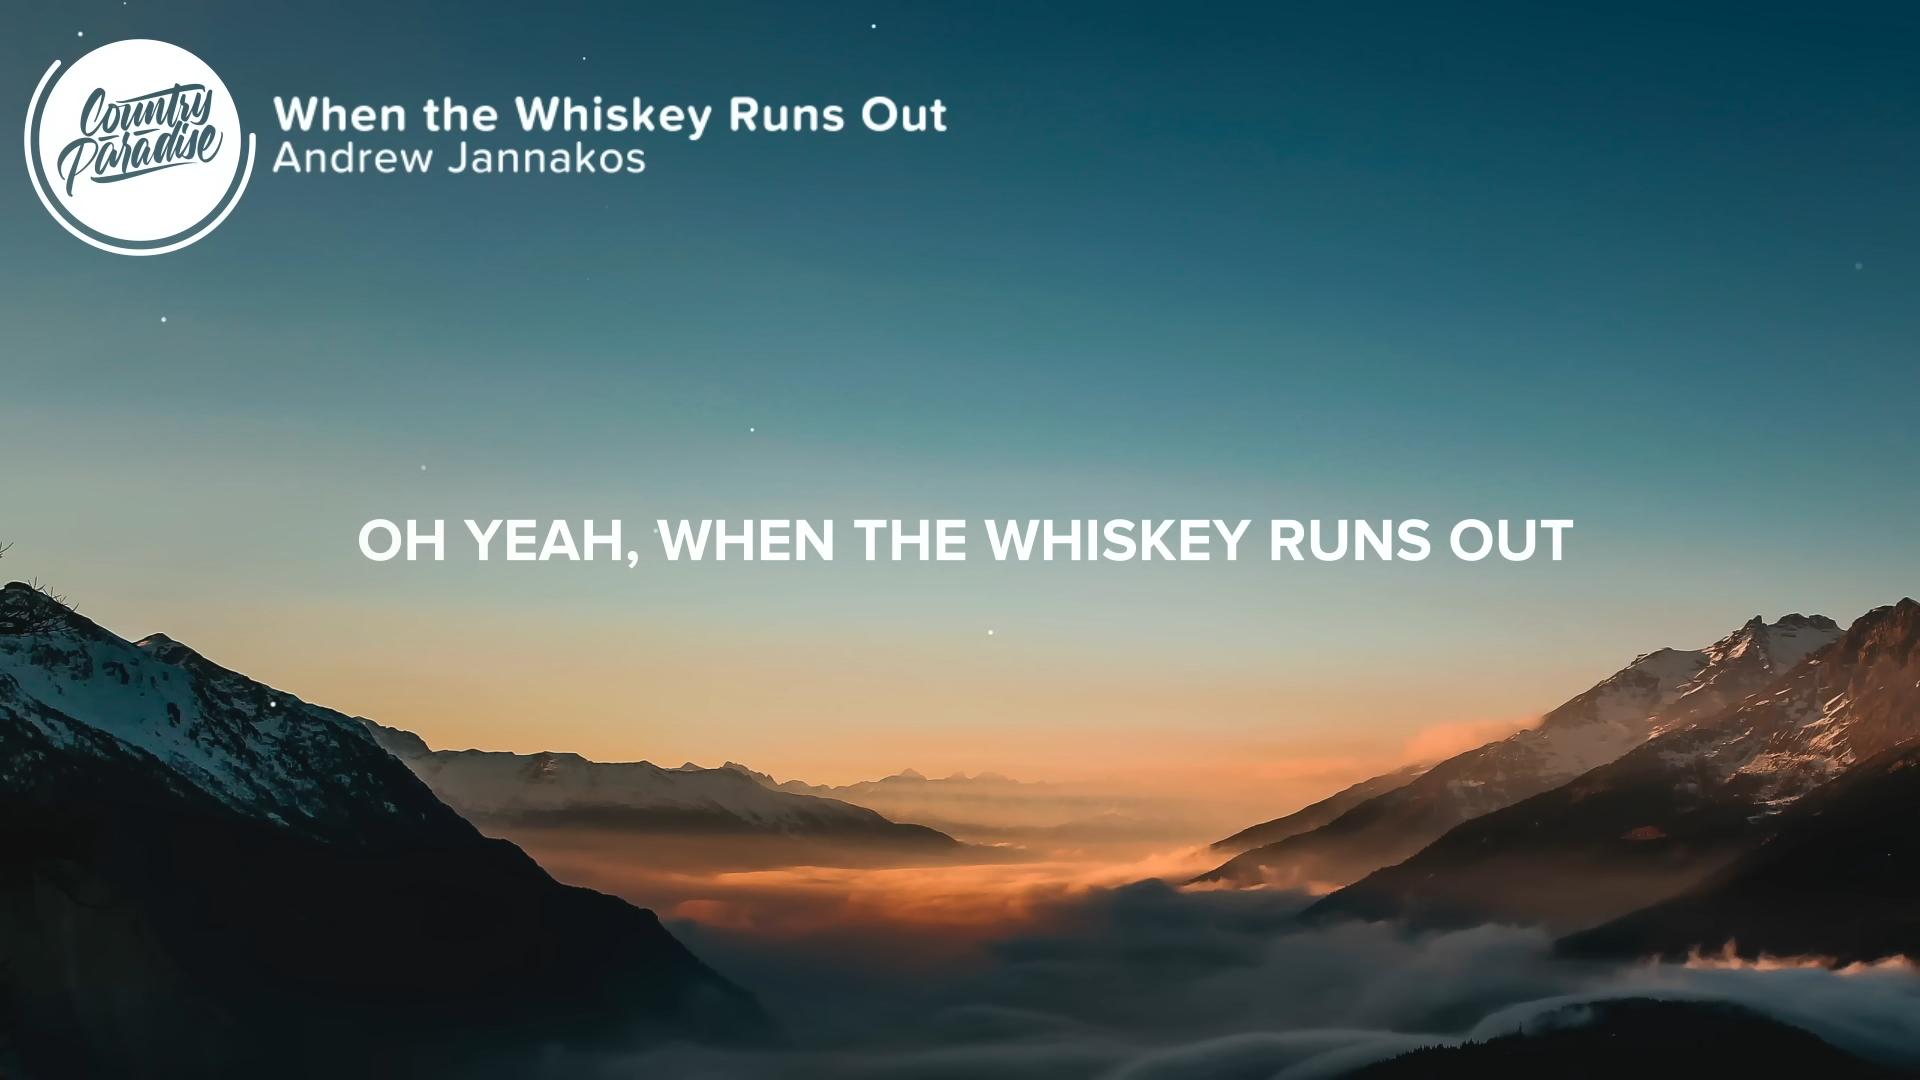 Country
Paradise
When the Whiskey Runs Out
Andrew Jannakos
OH YEAH, WHEN THE WHISKEY RUNS OUT